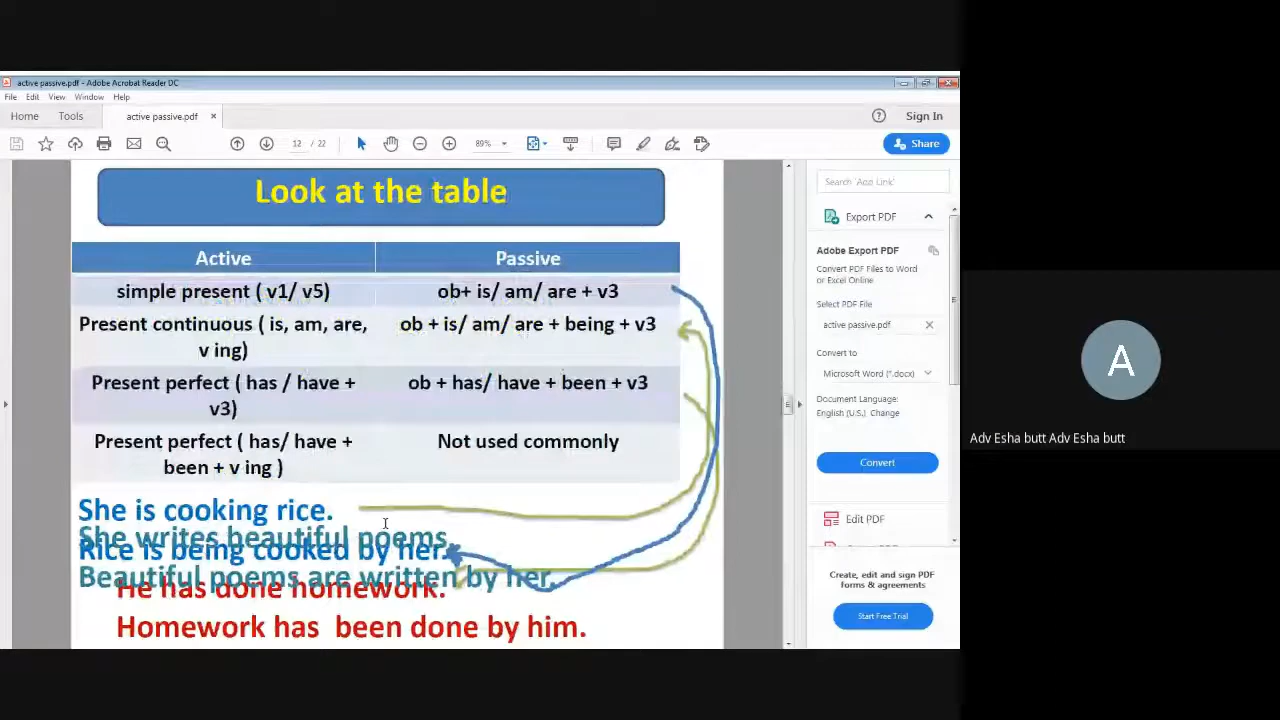 active passive.pdf - Adobe Acrobat Reader DC
File Edit View Window Help
Home Tools active passive.pdf × Sign In
12 / 22 89% Share
Look at the table
Active Passive
simple present ( v1/ v5) ob+ is/ am/ are + v3
Present continuous ( is, am, are, ob + is/ am/ are + being + v3
v ing)
Present perfect ( has / have + ob + has/ have + been + v3
v3)
Present perfect ( has/ have + Not used commonly
been + v ing )
She is cooking rice.
She writes beautiful poems.
Rice is being cooked by her.
Beautiful poems are written by her.
He has done homework.
Homework has been done by him.
Export PDF
Adobe Export PDF
Convert PDF Files to Word
or Excel Online
Select PDF File
active passive.pdf
Convert to
Microsoft Word (*.docx)
Document Language:
English (U.S.) Change
Convert
Edit PDF
Create, edit and sign PDF
forms & agreements
Start Free Trial
A
Adv Esha butt Adv Esha butt